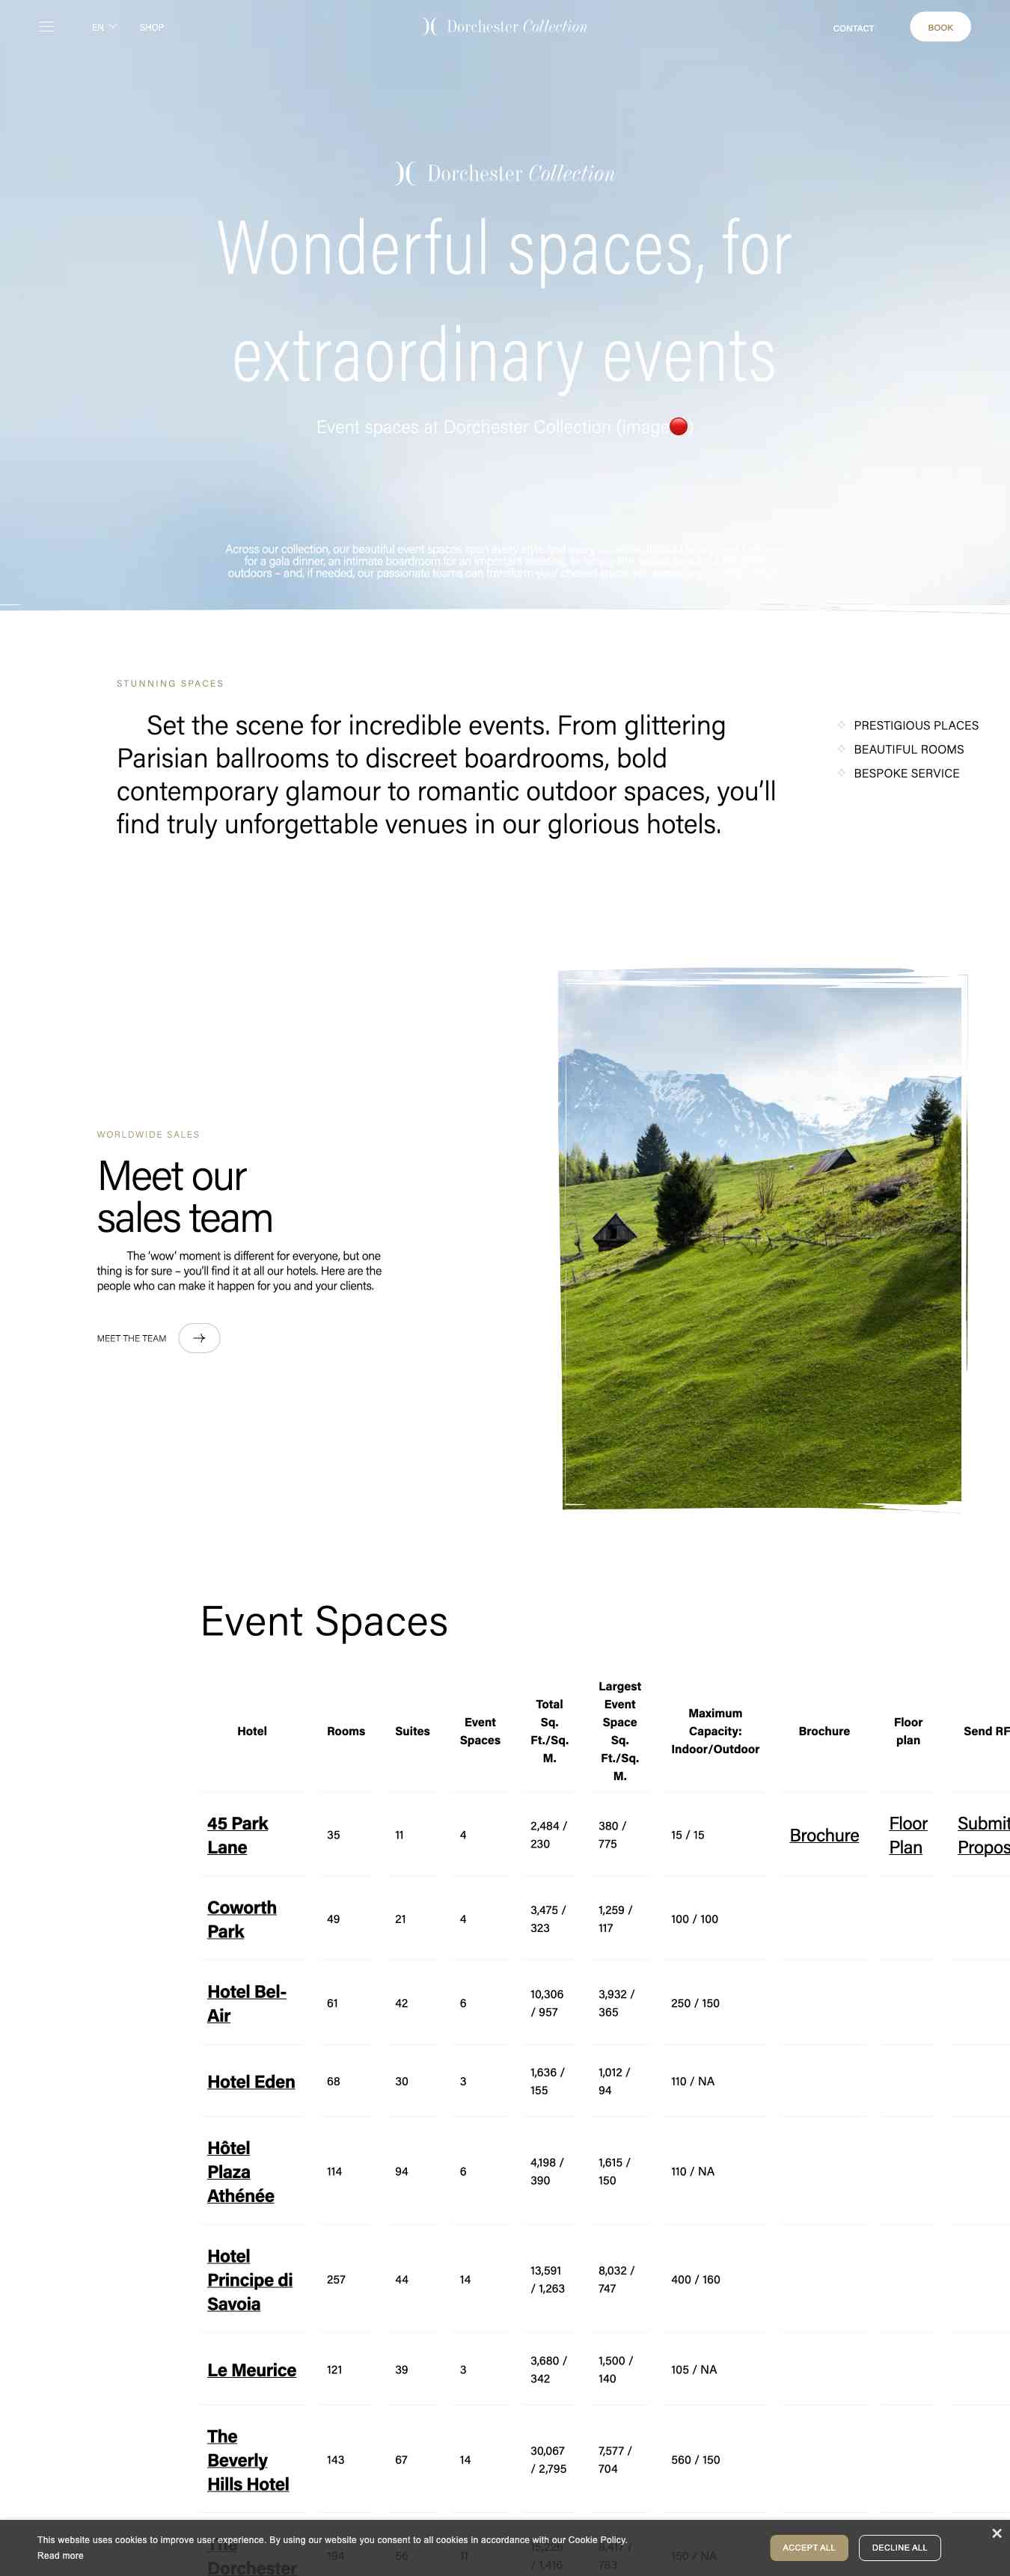 EN
SHOP
Dorchester Collection
CONTACT
BOOK
Dorchester Collection
Wonderful spaces, for
extraordinary events
Event spaces at Dorchester Collection (image
Across our collection, our beautiful event spaces span every style
for a gala dinner, an intimate boardroom for an important meeting,
outdoors – and, if needed, our passionate teams can transform your
STUNNING SPACES
Set the scene for incredible events. From glittering
Parisian ballrooms to discreet boardrooms, bold
contemporary glamour to romantic outdoor spaces, you’ll
find truly unforgettable venues in our glorious hotels.
PRESTIGIOUS PLACES
BEAUTIFUL ROOMS
BESPOKE SERVICE
WORLDWIDE SALES
Meet our
sales team
The ‘wow’ moment is different for everyone, but one
thing is for sure – you’ll find it at all our hotels. Here are the
people who can make it happen for you and your clients.
MEET THE TEAM
Event Spaces
Hotel
Rooms
Suites
Event
Spaces
Total
Sq.
Ft./Sq.
M.
Largest
Event
Space
Sq.
Ft./Sq.
M.
Maximum
Capacity:
Indoor/Outdoor
Brochure
Floor
plan
Send RF
45 Park
Lane
35
11
4
2,484 /
230
380 /
775
15 / 15
Brochure
Floor
Plan
Submit
Propos
Coworth
Park
49
21
4
3,475 /
323
1,259 /
117
100 / 100
Hotel Bel-
Air
61
42
6
10,306
/ 957
3,932 /
365
250 / 150
Hotel Eden
68
30
3
1,636 /
155
1,012 /
94
110 / NA
Hôtel
Plaza
Athénée
114
94
6
4,198 /
390
1,615 /
150
110 / NA
Hotel
Principe di
Savoia
257
44
14
13,591
/ 1,263
8,032 /
747
400 / 160
Le Meurice
121
39
3
3,680 /
342
1,500 /
140
105 / NA
The
Beverly
Hills Hotel
143
67
14
30,067
/ 2,795
7,577 /
704
560 / 150
The
Dorchester
194
56
11
/ 1,416
783
150 / NA
This website uses cookies to improve user experience. By using our website you consent to all cookies in accordance with our Cookie Policy.
Read more
ACCEPT ALL
DECLINE ALL